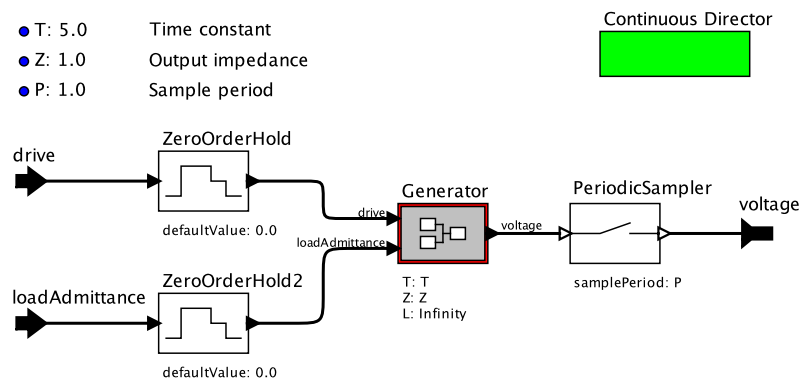 Continuous Director
T: 5.0 Time constant
Z: 1.0 Output impedance
P: 1.0 Sample period
ZeroOrderHold
drive
defaultValue: 0.0
Generator
drive
loadAdmittance
voltage
T: T
Z: Z
L: Infinity
PeriodicSampler
samplePeriod: P
voltage
ZeroOrderHold2
loadAdmittance
defaultValue: 0.0